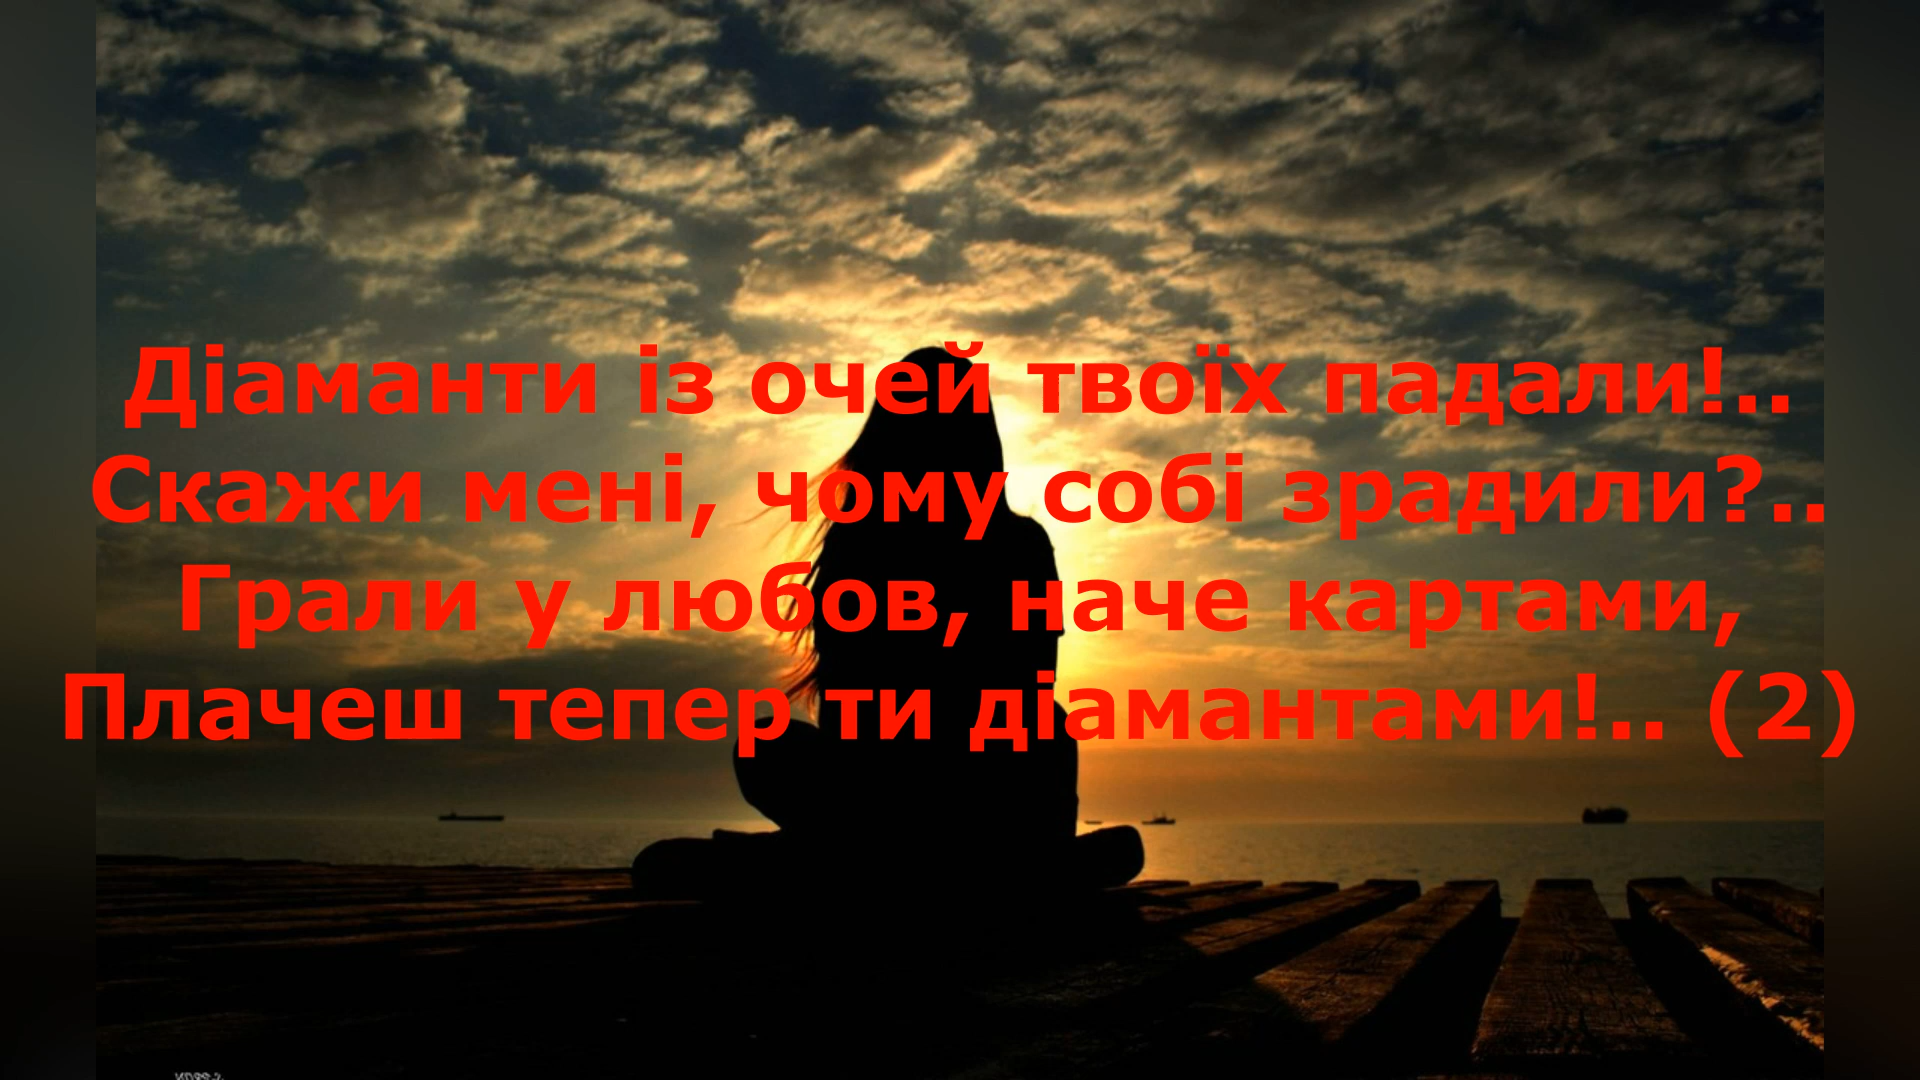 Діаманти із очей твоїх падали!..
Скажи мені, чому собі зрадили?..
Грали у любов, наче картами,
Плачеш тепер ти діамантами!.. (2)